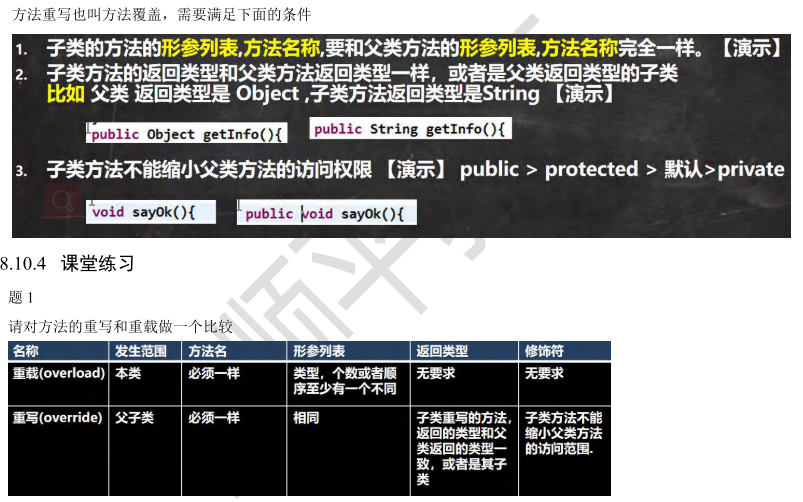 方法重写也叫方法覆盖，需要满足下面的条件
1. 子类的方法的形参列表,方法名称,要和父类方法的形参列表,方法名称完全一样。【演示】
2. 子类方法的返回类型和父类方法返回类型一样，或者是父类返回类型的子类
比如 父类 返回类型是 Object ,子类方法返回类型是String 【演示】
public Object getInfo(){ public String getInfo(){
3. 子类方法不能缩小父类方法的访问权限 【演示】 public > protected > 默认>private
void sayOk(){ public void sayOk(){
8.10.4 课堂练习
题 1
请对方法的重写和重载做一个比较
名称 发生范围 方法名 形参列表 返回类型 修饰符
重载(overload) 本类 必须一样 类型，个数或者顺 无要求 无要求
序至少有一个不同
重写(override) 父子类 必须一样 相同 子类重写的方法， 子类方法不能
返回的类型和父 缩小父类方法
类返回的类型一 的访问范围.
致，或者是其子
类